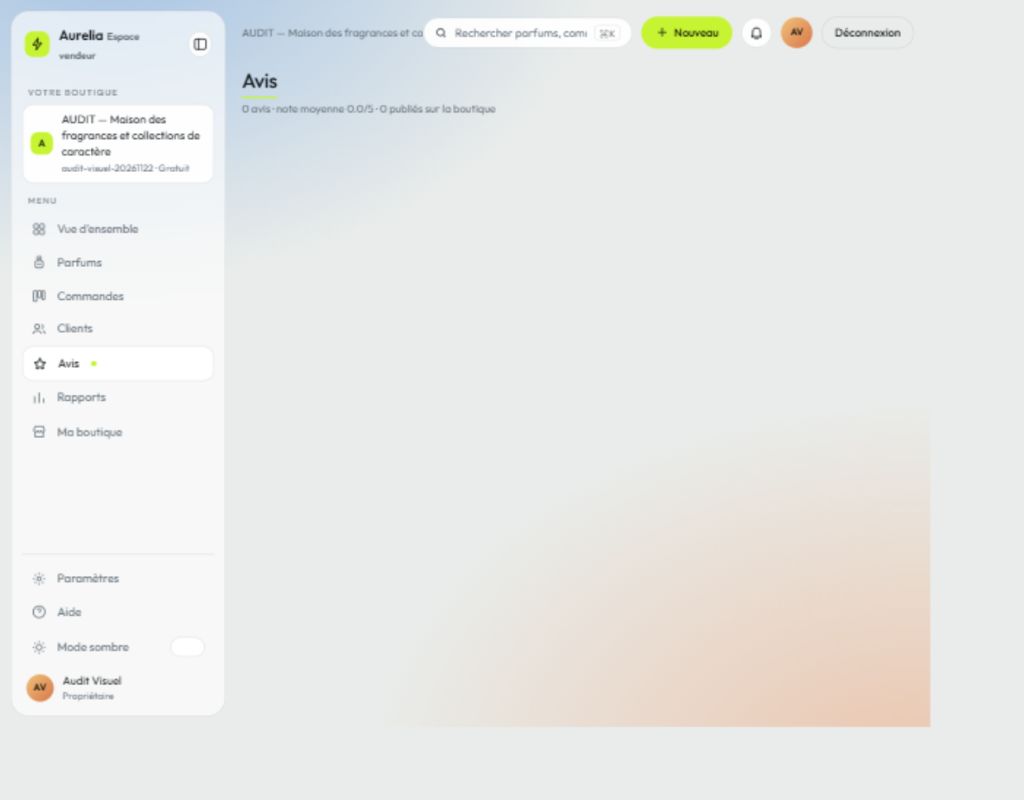 Aurelia Espace
vendeur
VOTRE BOUTIQUE
A
AUDIT — Maison des
fragrances et collections de
caractère
audit-visuel-20261122 · Gratuit
MENU
Vue d'ensemble
Parfums
Commandes
Clients
Avis
Rapports
Ma boutique
Paramètres
Aide
Mode sombre
AV
Audit Visuel
Propriétaire
AUDIT — Maison des fragrances et co
Rechercher parfums, com
⌘K
+ Nouveau
AV
Déconnexion
Avis
0 avis · note moyenne 0.0/5 · 0 publiés sur la boutique